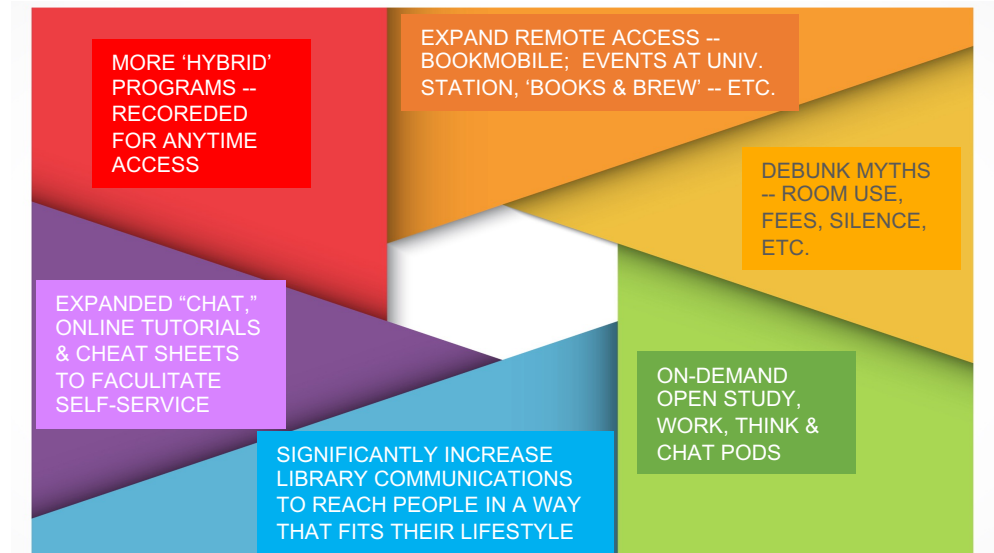 MORE ‘HYBRID’
PROGRAMS --
RECOREDED
FOR ANYTIME
ACCESS
EXPAND REMOTE ACCESS --
BOOKMOBILE;  EVENTS AT UNIV.
STATION, ‘BOOKS & BREW’ -- ETC.
DEBUNK MYTHS
-- ROOM USE,
FEES, SILENCE,
ETC.
EXPANDED “CHAT,”
ONLINE TUTORIALS
& CHEAT SHEETS
TO FACULITATE
SELF-SERVICE
ON-DEMAND
OPEN STUDY,
WORK, THINK &
CHAT PODS
SIGNIFICANTLY INCREASE
LIBRARY COMMUNICATIONS
TO REACH PEOPLE IN A WAY
THAT FITS THEIR LIFESTYLE